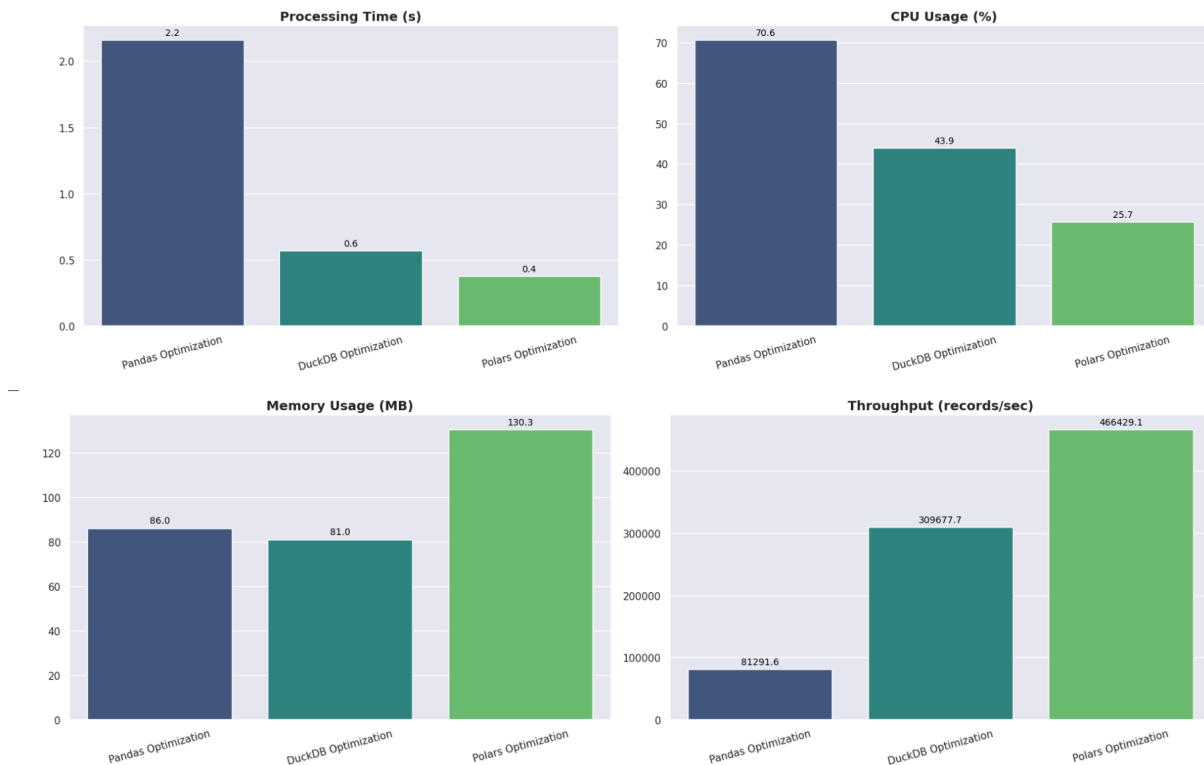 Processing Time (s)
2.2
2.0
1.5
1.0
0.6
0.5
0.4
0.0
Pandas Optimization
DuckDB Optimization
Polars Optimization
CPU Usage (%)
70.6
70
60
50
43.9
40
30
25.7
20
10
0
Pandas Optimization
DuckDB Optimization
Polars Optimization
Memory Usage (MB)
130.3
120
100
86.0
81.0
80
60
40
20
0
Pandas Optimization
DuckDB Optimization
Polars Optimization
Throughput (records/sec)
466429.1
400000
309677.7
300000
200000
100000
81291.6
0
Pandas Optimization
DuckDB Optimization
Polars Optimization